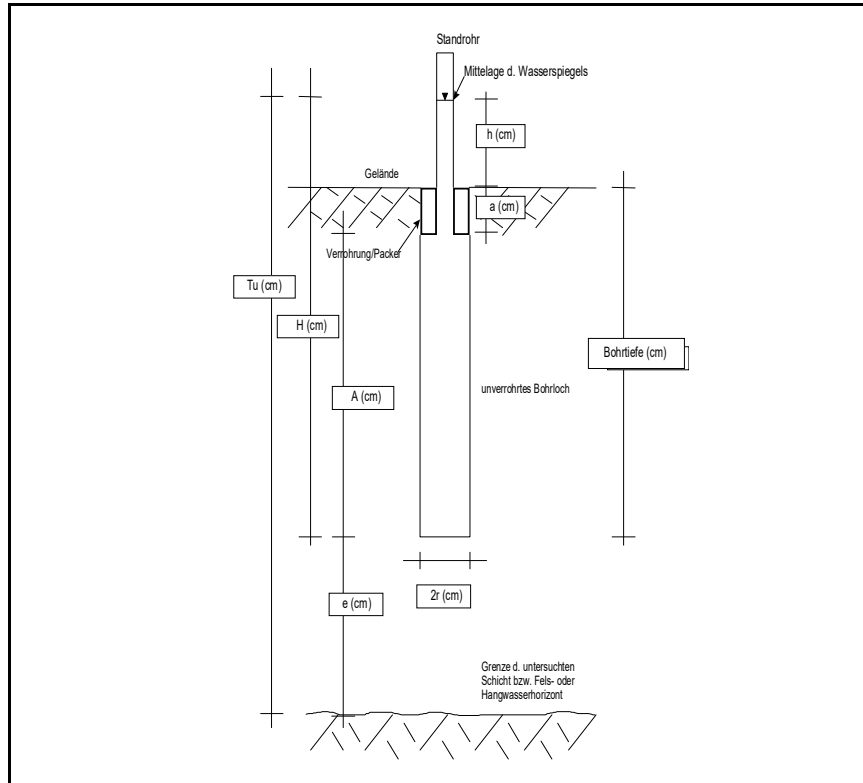 Standrohr
Mittelage d. Wasserspiegels
h (cm)
Gelände
a (cm)
Verrohrung/Packer
Tu (cm)
H (cm)
Bohrtiefe (cm)
A (cm)
unverrohrtes Bohrloch
e (cm)
2r (cm)
Grenze d. untersuchten
Schicht bzw. Fels- oder
Hangwasserhorizont